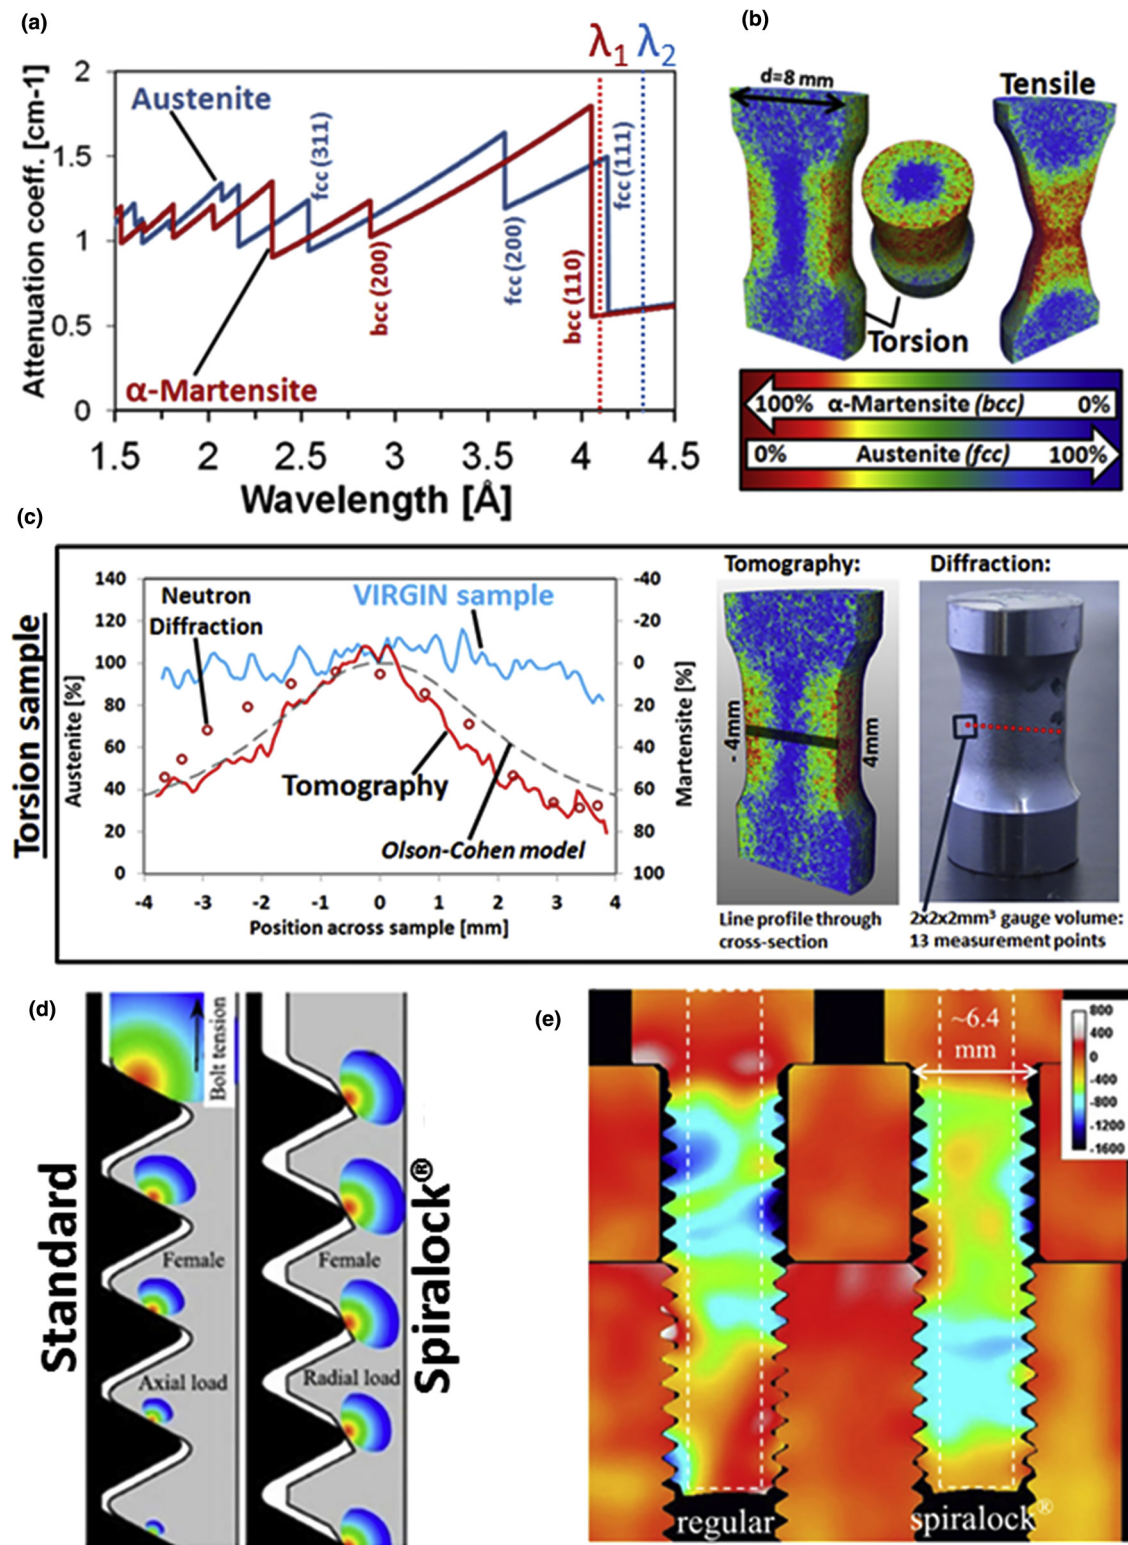 (a)
λ1 λ2
Attenuation coeff. [cm-1]
2
1.5
1
0.5
0
Austenite
α-Martensite
fcc (311)
bcc (200)
fcc (200)
bcc (110)
fcc (111)
1.5 2 2.5 3 3.5 4 4.5
Wavelength [Å]
(b)
d=8 mm
Tensile
Torsion
100% α-Martensite (bcc) 0%
0% Austenite (fcc) 100%
(c)
Torsion sample
Austenite [%]
140
120
100
80
60
40
20
0
Neutron
Diffraction
VIRGIN sample
Tomography
Olson-Cohen model
-40
-20
0
20
40
60
80
100
Martensite [%]
-4 -3 -2 -1 0 1 2 3 4
Position across sample [mm]
Tomography:
- 4mm
4mm
Line profile through
cross-section
Diffraction:
2x2x2mm³ gauge volume:
13 measurement points
(d)
Standard
Bolt tension
Female
Axial load
Female
Radial load
Spiralock®
(e)
~6.4
mm
800
400
0
-400
-800
-1200
-1600
regular
spiralock®